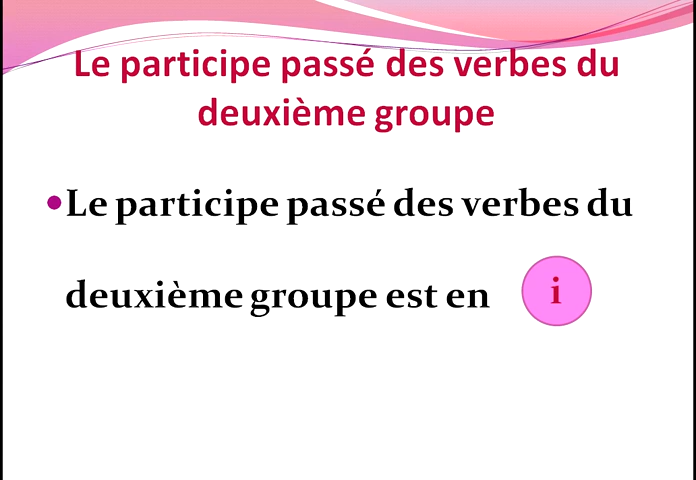 Le participe passé des verbes du
deuxième groupe
•Le participe passé des verbes du
deuxième groupe est en i